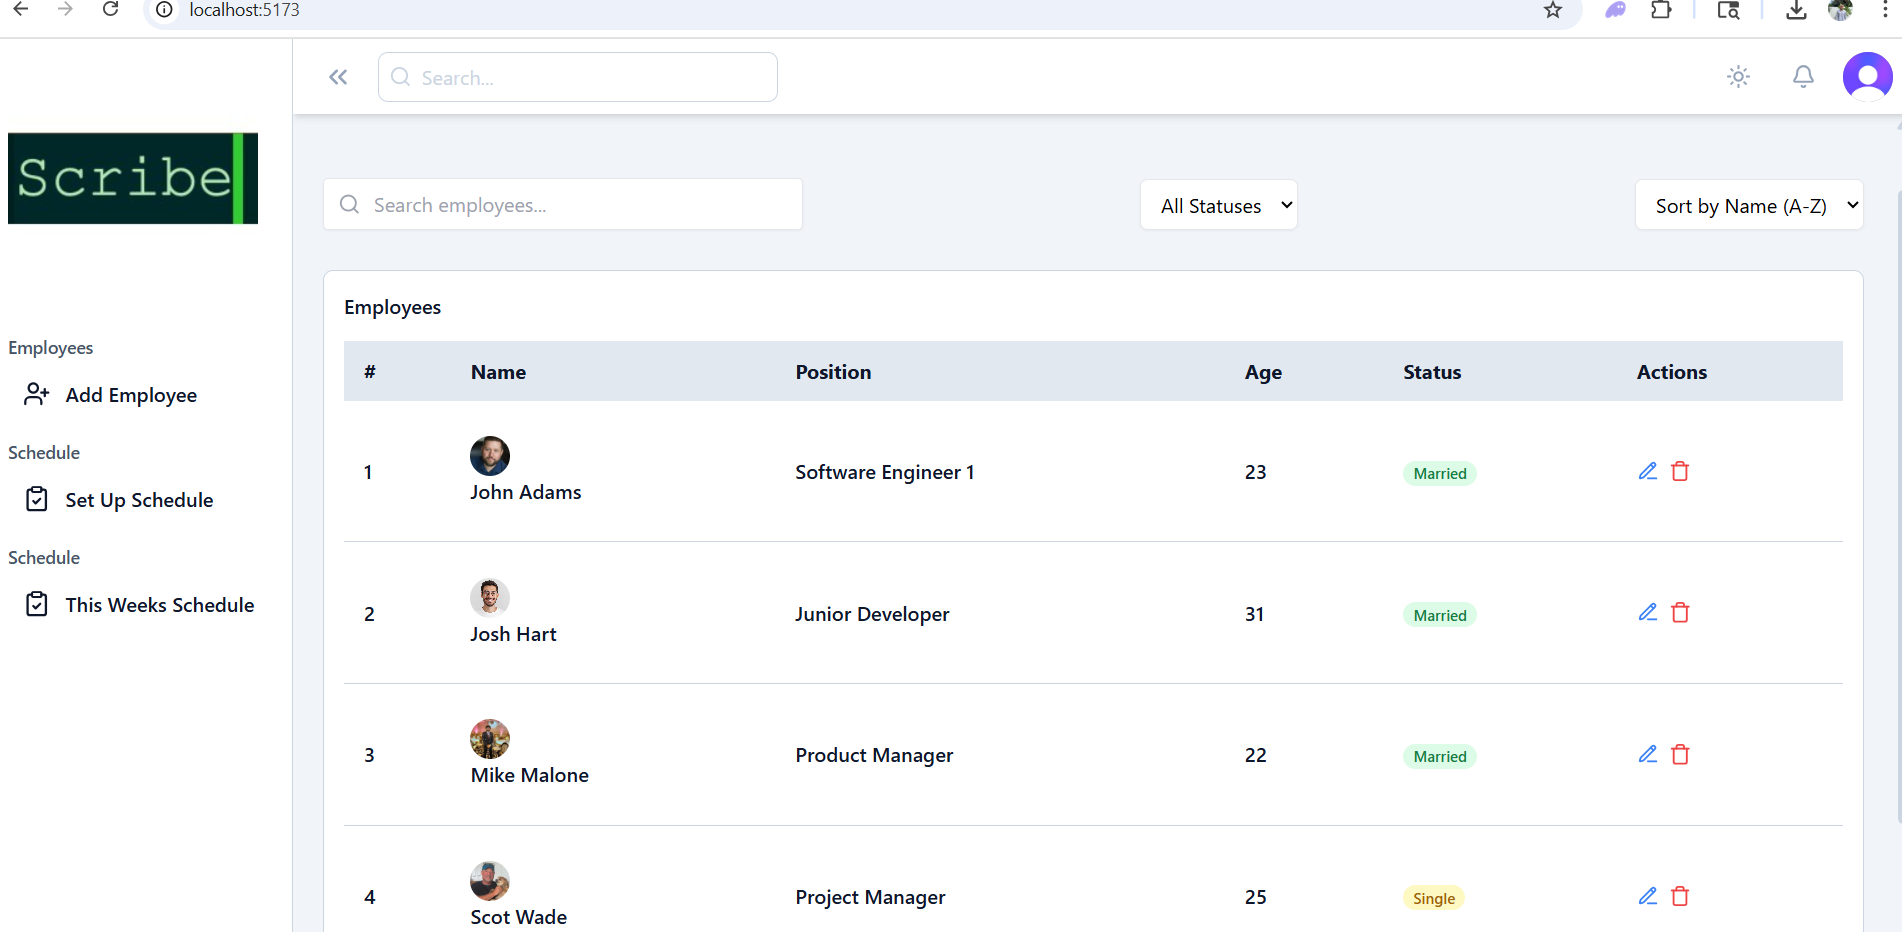 localhost:5173
Search...
Scribe
Search employees...
All Statuses
Sort by Name (A-Z)
Employees
Add Employee
Schedule
Set Up Schedule
Schedule
This Weeks Schedule
Employees
# Name Position Age Status Actions
1 John Adams Software Engineer 1 23 Married
2 Josh Hart Junior Developer 31 Married
3 Mike Malone Product Manager 22 Married
4 Scot Wade Project Manager 25 Single